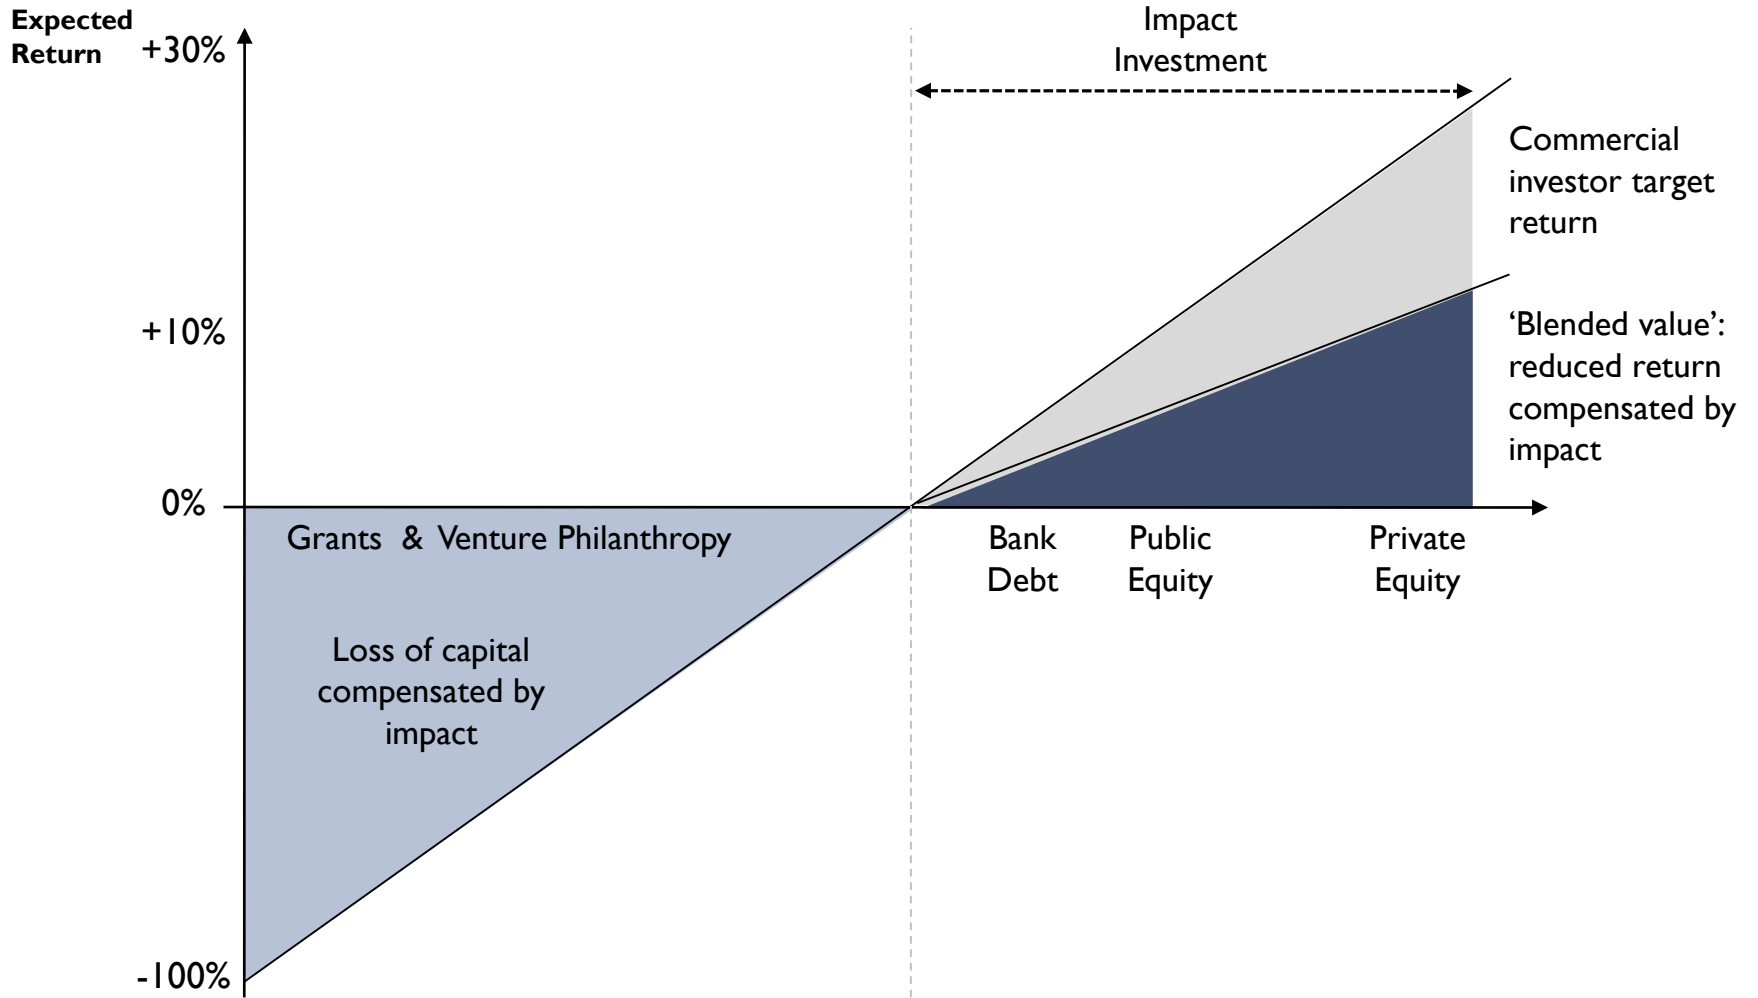 Expected
Return
+30%
Impact
Investment
Commercial
investor target
return
+10%
‘Blended value’:
reduced return
compensated by
impact
0%
Grants & Venture Philanthropy
Bank
Debt
Public
Equity
Private
Equity
Loss of capital
compensated by
impact
-100%